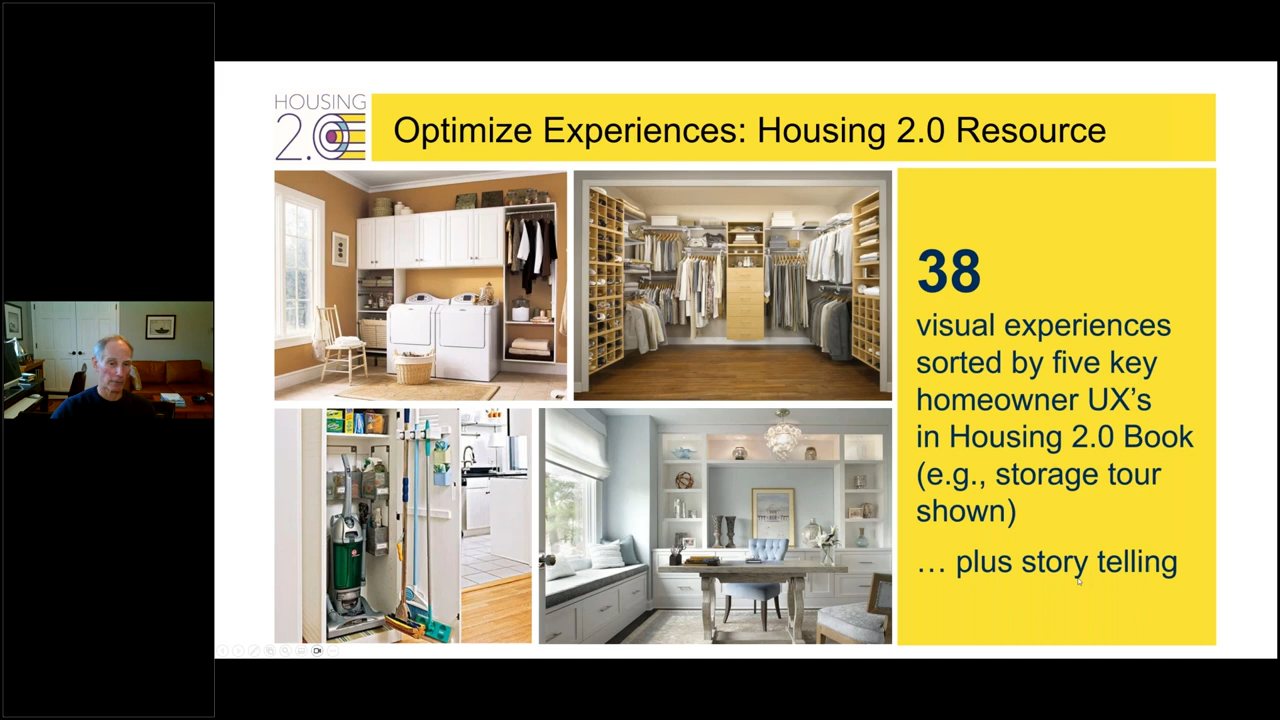 HOUSING
2.0
Optimize Experiences: Housing 2.0 Resource
38
visual experiences
sorted by five key
homeowner UX’s
in Housing 2.0 Book
(e.g., storage tour
shown)
… plus story telling